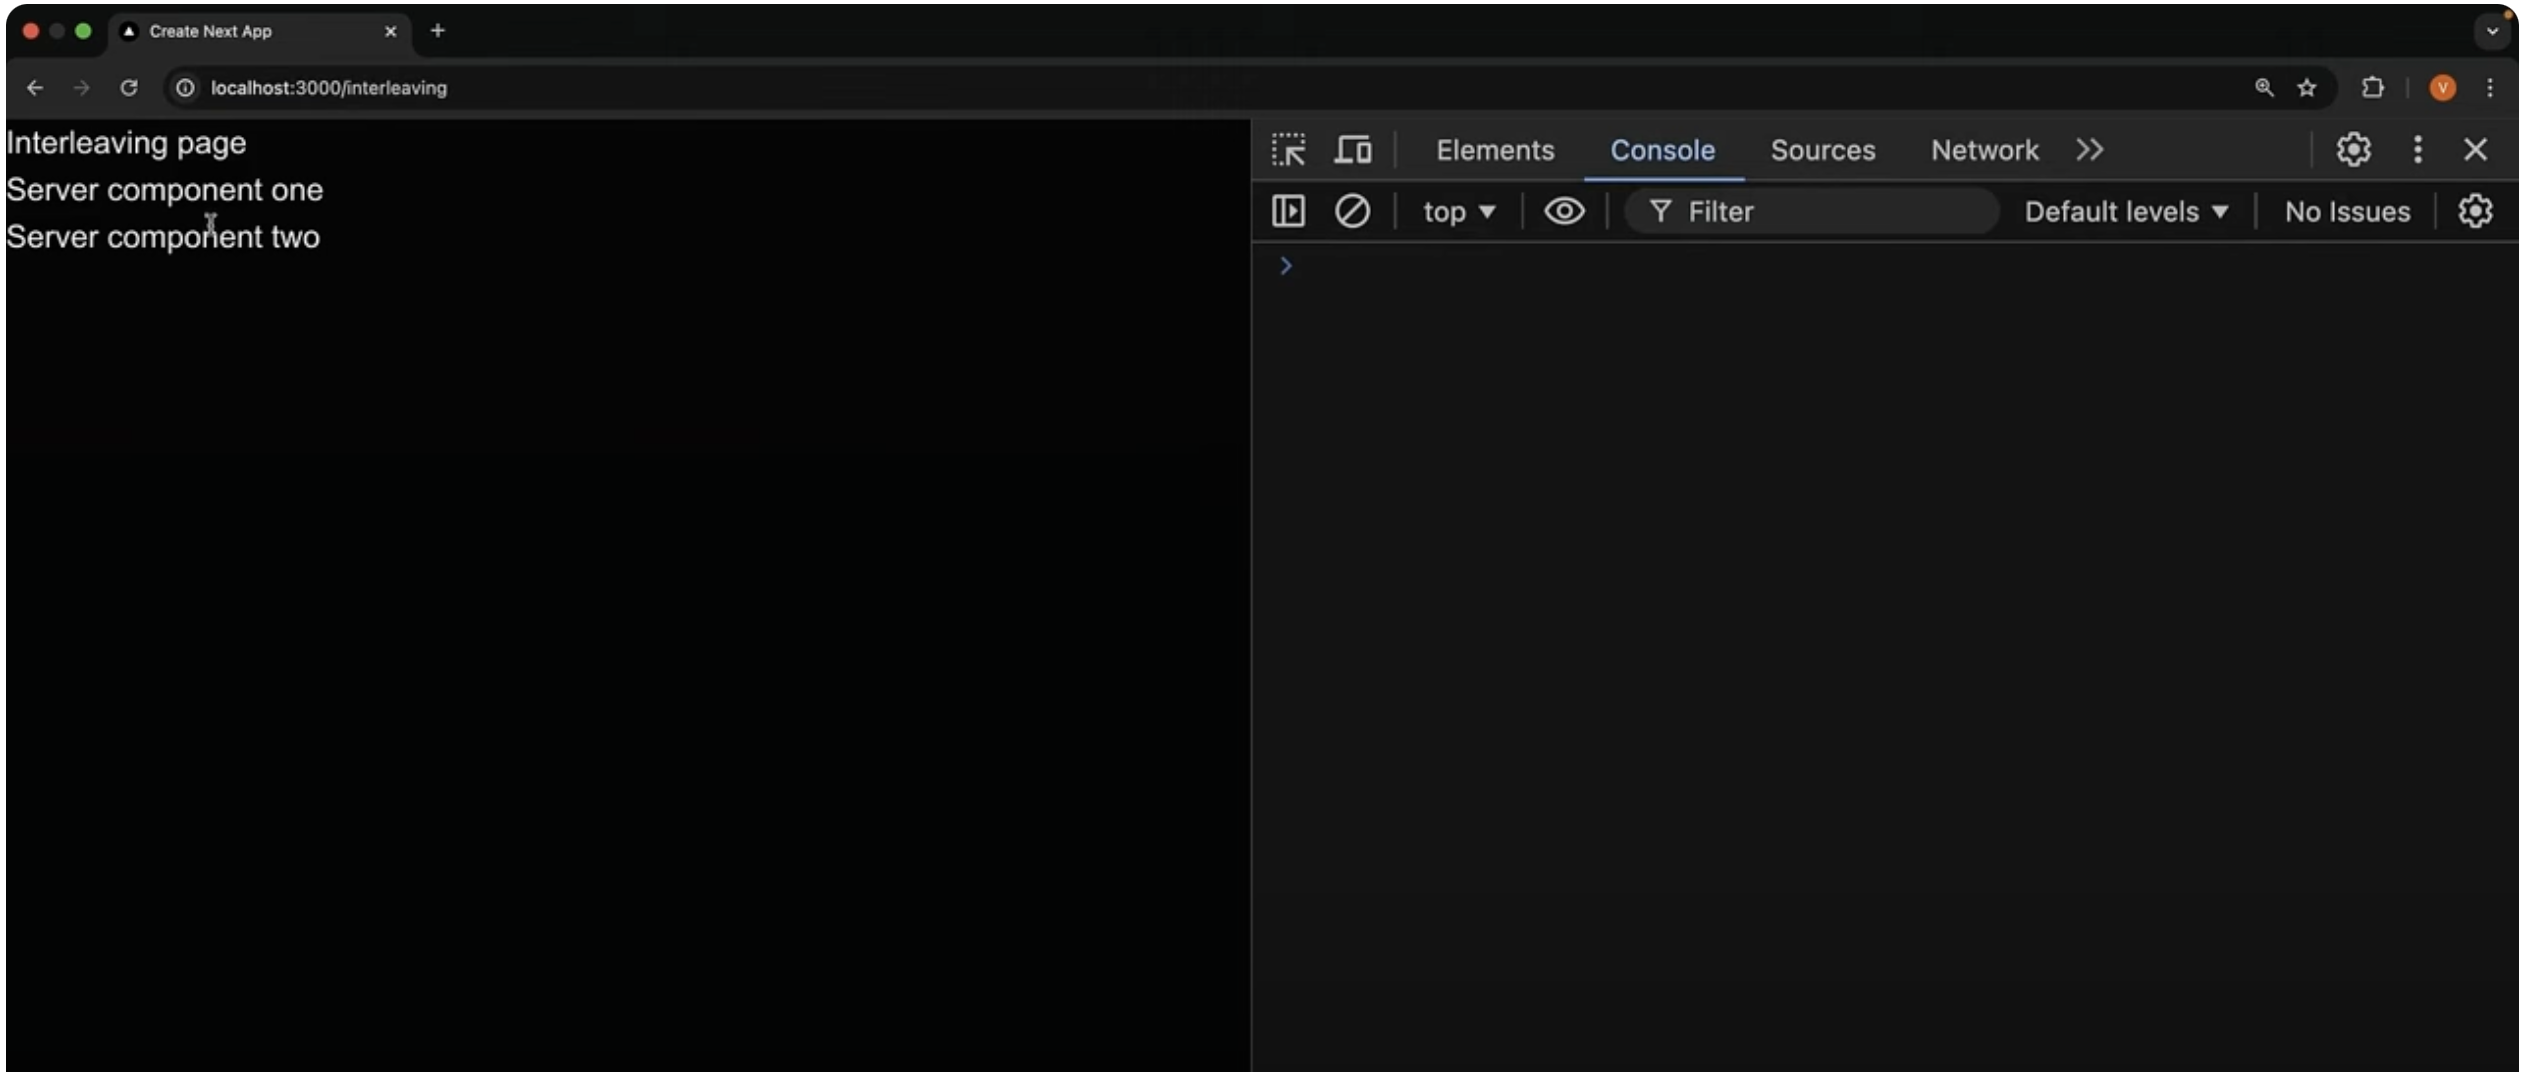 Create Next App
localhost:3000/interleaving
V
Interleaving page
Server component one
Server component two
Elements Console Sources Network
top Filter Default levels No Issues